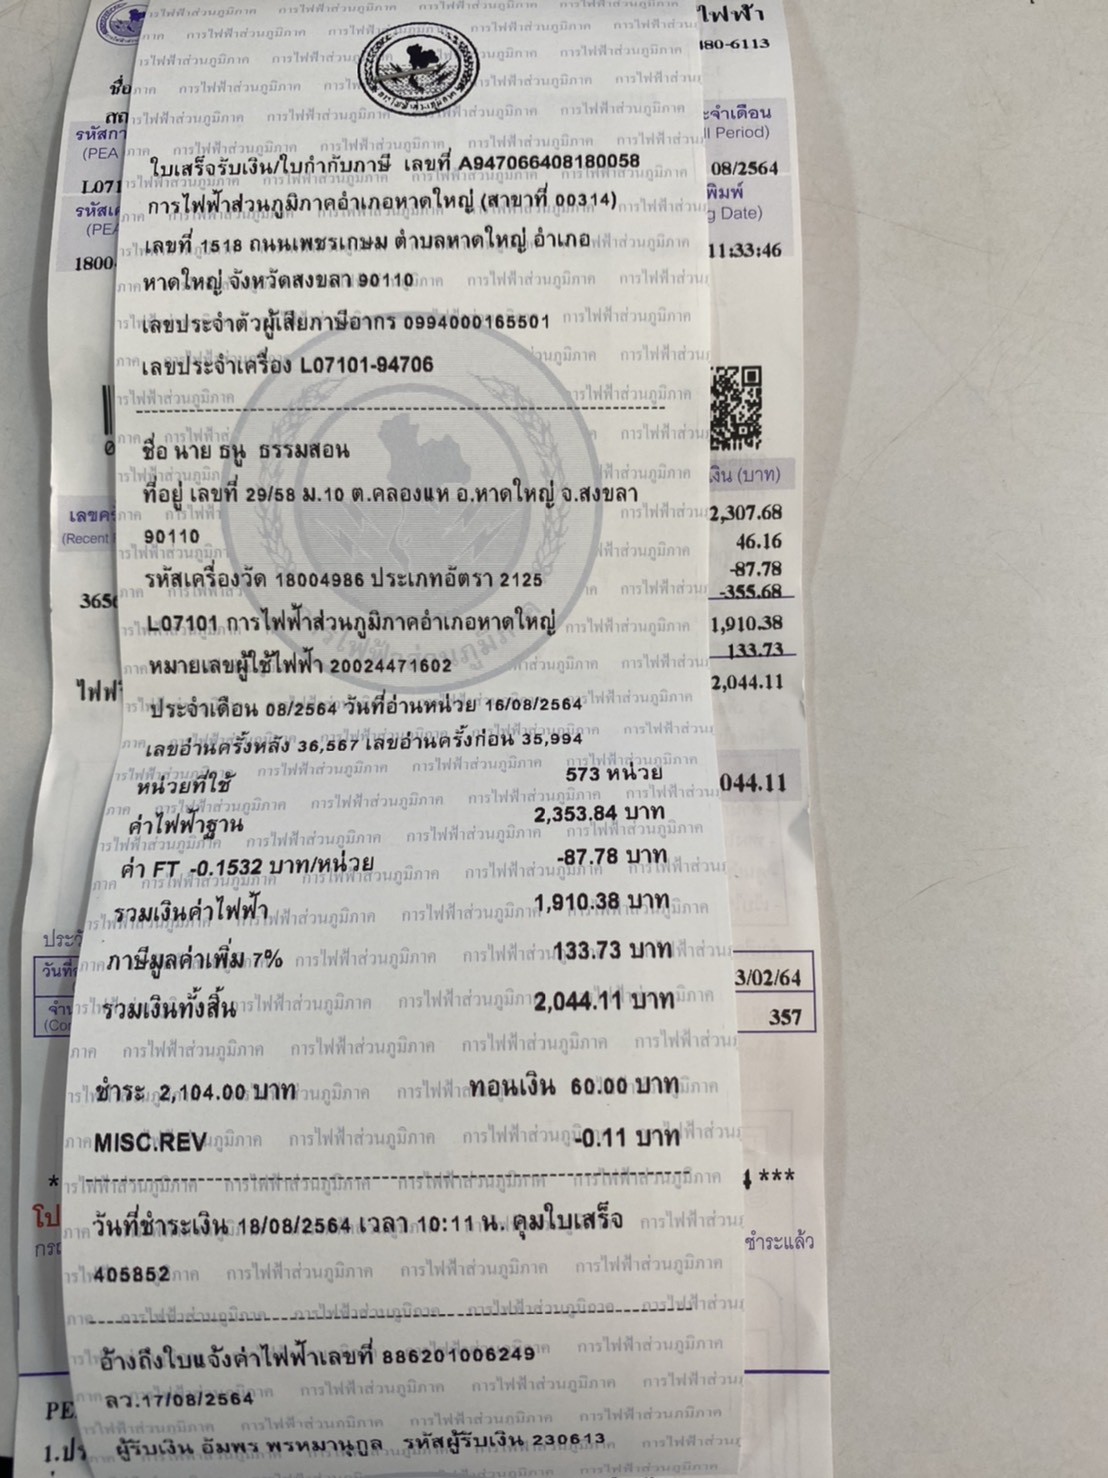 ไฟฟ้า
480-6113
ชื่อ
รหัสกา
(PEA
L071
จำเดือน
Period)
08/2564
พิมพ์
Date)
11:33:46
1800
ใบเสร็จรับเงิน/ใบกำกับภาษี เลขที่ A947066408180058
การไฟฟ้าส่วนภูมิภาคอำเภอหาดใหญ่ (สาขาที่ 00314)
เลขที่ 1518 ถนนเพชรเกษม ตำบลหาดใหญ่ อำเภอ
หาดใหญ่ จังหวัดสงขลา 90110
เลขประจำตัวผู้เสียภาษีอากร 0994000165501
เลขประจำเครื่อง L07101-94706
ชื่อ นาย ธนู ธรรมสอน
ที่อยู่ เลขที่ 29/58 ม.10 ต.คลองแห อ.หาดใหญ่ จ.สงขลา
90110
รหัสเครื่องวัด 18004986 ประเภทอัตรา 2125
L07101 การไฟฟ้าส่วนภูมิภาคอำเภอหาดใหญ่
หมายเลขผู้ใช้ไฟฟ้า 20024471602
ประจำเดือน 08/2564 วันที่อ่านหน่วย 16/08/2564
เลขอ่านครั้งหลัง 36,567 เลขอ่านครั้งก่อน 35,994
หน่วยที่ใช้ 573 หน่วย
ค่าไฟฟ้าฐาน 2,353.84 บาท
ค่า FT -0.1532 บาท/หน่วย -87.78 บาท
รวมเงินค่าไฟฟ้า 1,910.38 บาท
ภาษีมูลค่าเพิ่ม 7% 133.73 บาท
รวมเงินทั้งสิ้น 2,044.11 บาท
ชำระ 2,104.00 บาท ทอนเงิน 60.00 บาท
MISC.REV -0.11 บาท
วันที่ชำระเงิน 18/08/2564 เวลา 10:11 น. คุมใบเสร็จ
405852
อ้างถึงใบแจ้งค่าไฟฟ้าเลขที่ 886201006249
ลว.17/08/2564
ผู้รับเงิน อัมพร พรหมานุกูล รหัสผู้รับเงิน 230613
เงิน (บาท)
2,307.68
46.16
-87.78
-355.68
1,910.38
133.73
2,044.11
044.11
3/02/64
357
***
ชำระแล้ว